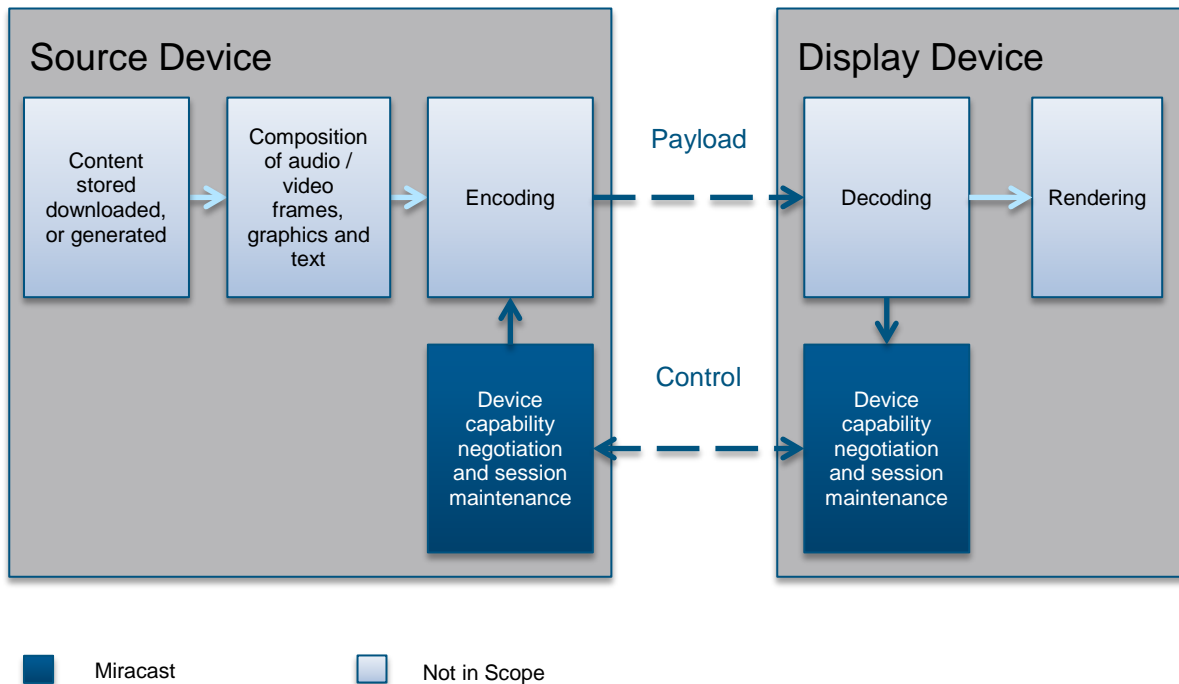 Source Device
Display Device
Content
stored
downloaded,
or generated
Composition
of audio /
video
frames,
graphics and
text
Encoding
Payload
Decoding
Rendering
Device
capability
negotiation
and session
maintenance
Control
Device
capability
negotiation
and session
maintenance
Miracast
Not in Scope